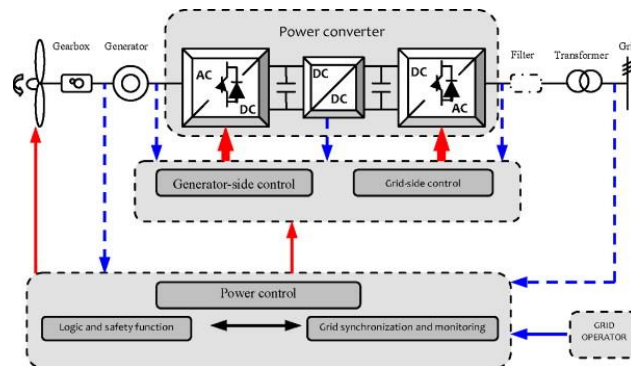 Power converter
Gearbox
Generator
Filter
Transformer
Gri
AC
DC
DC
DC
DC
AC
Generator-side control
Grid-side control
Power control
Logic and safety function
Grid synchronization and monitoring
GRID
OPERATOR